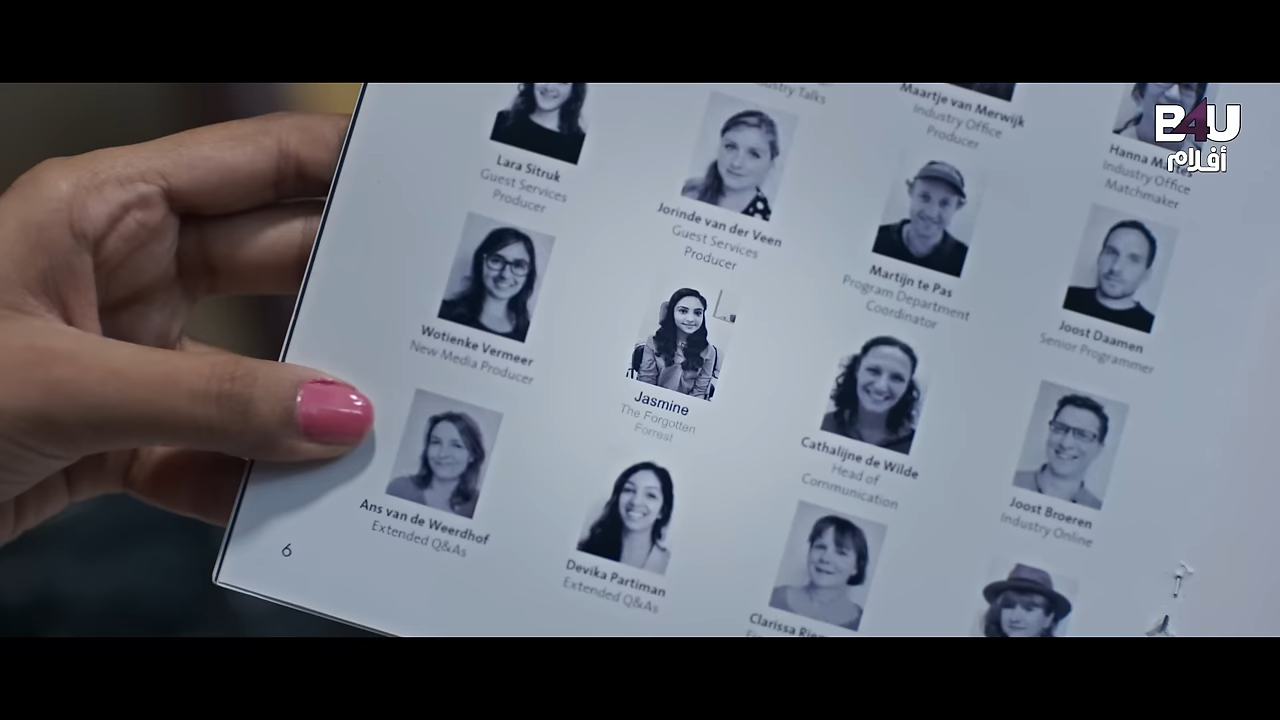 B4U
أفلام
Industry Talks
Maartje van Merwijk
Industry Office
Producer
Hanna
Industry Office
Matchmaker
Lara Sitruk
Guest Services
Producer
Jorinde van der Veen
Guest Services
Producer
Martijn te Pas
Program Department
Coordinator
Joost Daamen
Senior Programmer
Wotienke Vermeer
New Media Producer
Jasmine
The Forgotten
Forrest
Cathalijne de Wilde
Head of
Communication
Joost Broeren
Industry Online
Ans van de Weerdhof
Extended Q&As
Devika Partiman
Extended Q&As
Clarissa
6